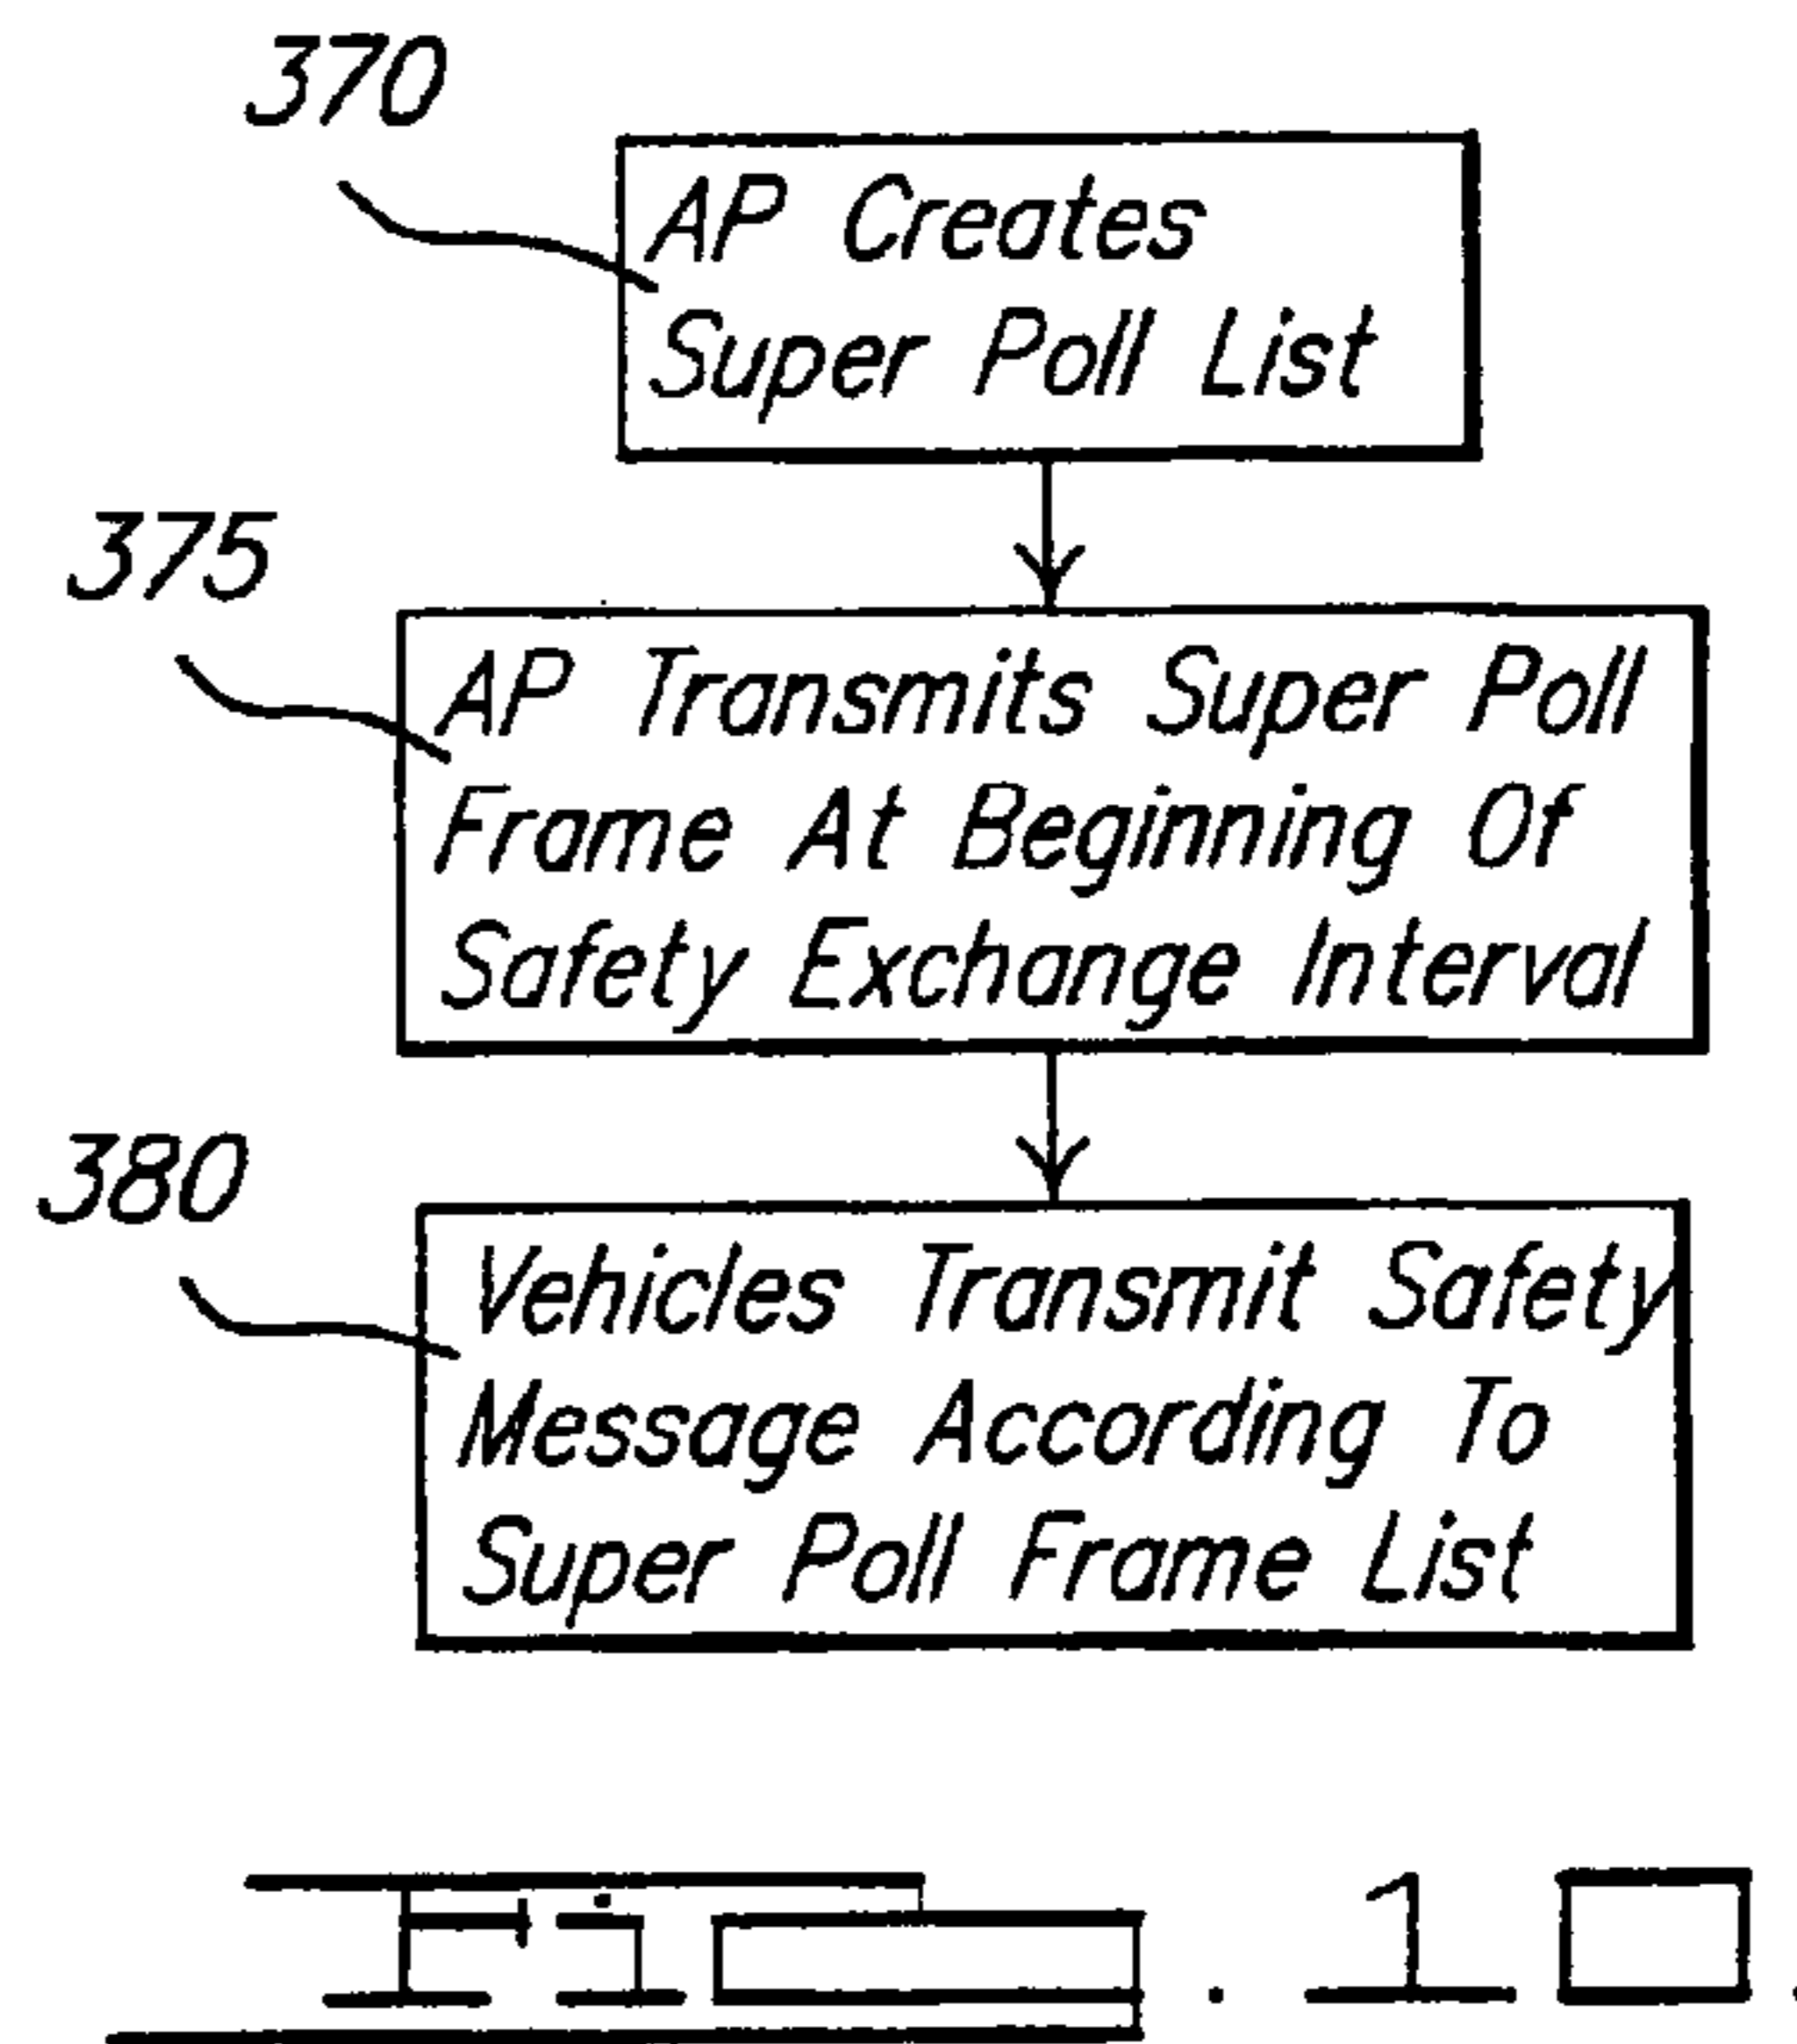 370
AP Creates
Super Poll List
375
AP Transmits Super Poll
Frame At Beginning Of
Safety Exchange Interval
380
Vehicles Transmit Safety
Message According To
Super Poll Frame List
Fig. 10.